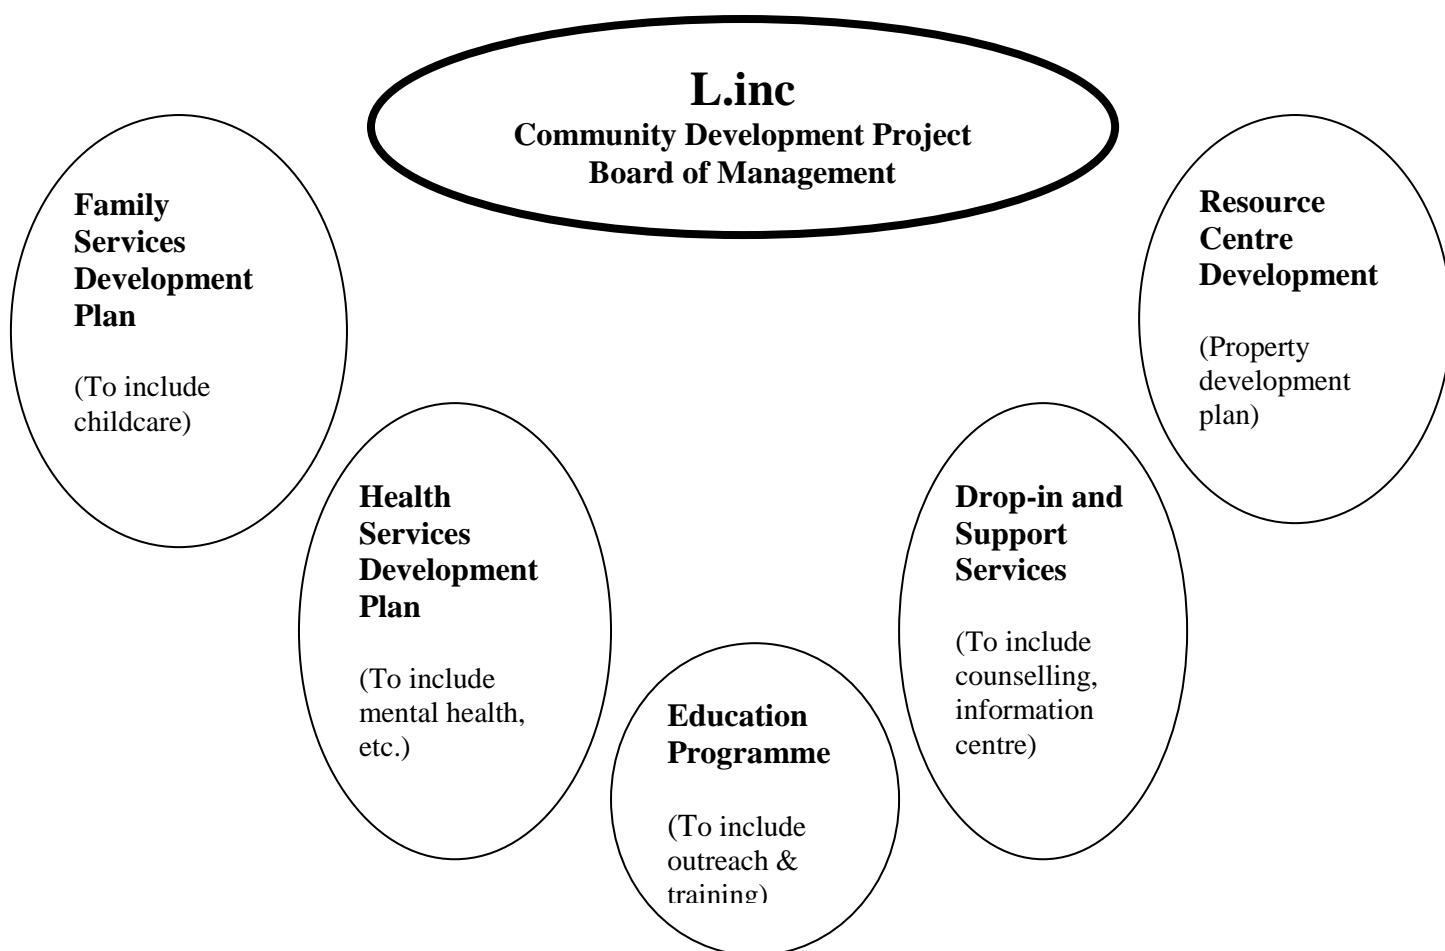 L.inc
Community Development Project
Board of Management
Family
Services
Development
Plan
(To include
childcare)
Health
Services
Development
Plan
(To include
mental health,
etc.)
Education
Programme
(To include
outreach &
training)
Drop-in and
Support
Services
(To include
counselling,
information
centre)
Resource
Centre
Development
(Property
development
plan)